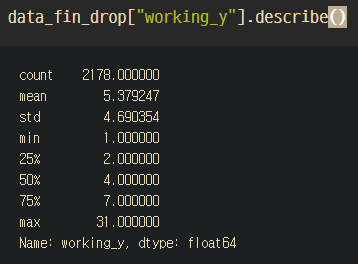 data_fin_drop["working_y"].describe()
count 2178.000000
mean 5.379247
std 4.690354
min 1.000000
25% 2.000000
50% 4.000000
75% 7.000000
max 31.000000
Name: working_y, dtype: float64